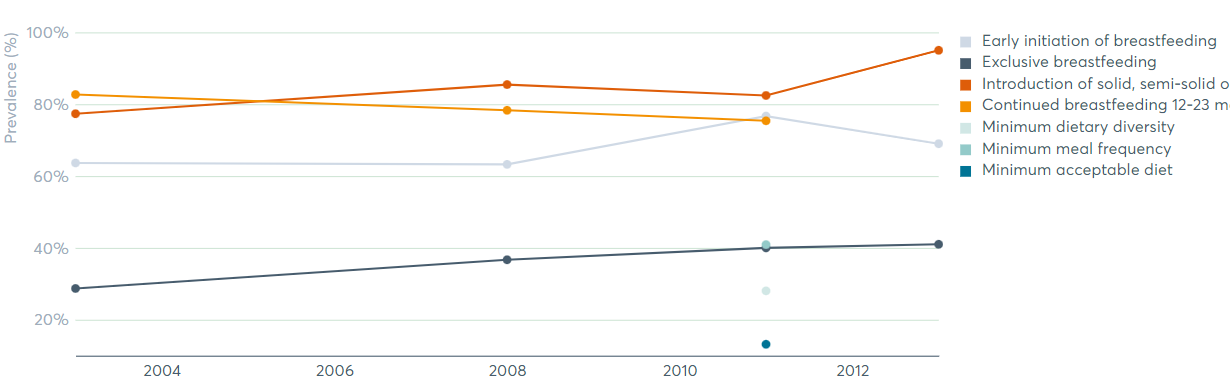 Prevalence (%)
100%
80%
60%
40%
20%
2004
2006
2008
2010
2012
Early initiation of breastfeeding
Exclusive breastfeeding
Introduction of solid, semi-solid o
Continued breastfeeding 12-23 m
Minimum dietary diversity
Minimum meal frequency
Minimum acceptable diet